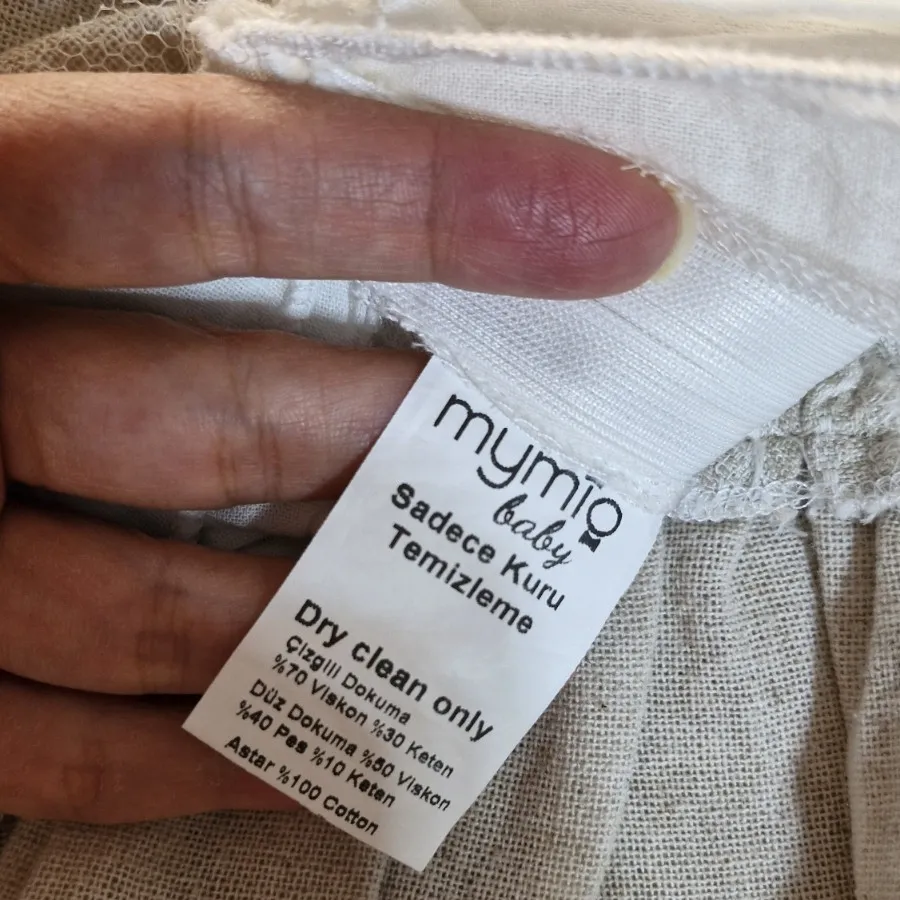 mymio
baby
Sadece Kuru
Temizleme
Dry clean only
Çizgili Dokuma
%70 Viskon %30 Keten
Düz Dokuma %50 Viskon
%40 Pes %10 Keten
Astar %100 Cotton